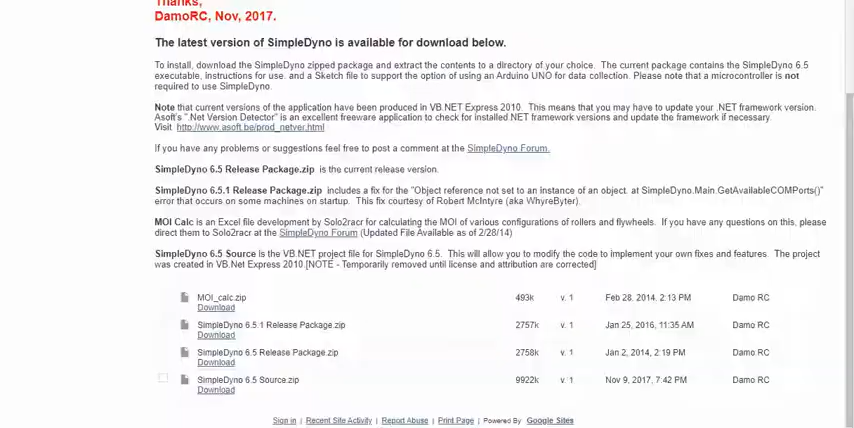 Thanks,
DamoRC, Nov, 2017.
The latest version of SimpleDyno is available for download below.
To install, download the SimpleDyno zipped package and extract the contents to a directory of your choice. The current package contains the SimpleDyno 6.5
executable, instructions for use. and a Sketch file to support the option of using an Arduino UNO for data collection. Please note that a microcontroller is not
required to use SimpleDyno.
Note that current versions of the application have been produced in VB.NET Express 2010. This means that you may have to update your .NET framework version.
Asoft's ".Net Version Detector" is an excellent freeware application to check for installed.NET framework versions and update the framework if necessary.
Visit http://www.asoft.be/prod_netver.html
If you have any problems or suggestions feel free to post a comment at the SimpleDyno Forum.
SimpleDyno 6.5 Release Package.zip is the current release version.
SimpleDyno 6.5.1 Release Package.zip includes a fix for the "Object reference not set to an instance of an object. at SimpleDyno.Main.GetAvailableCOMPorts()"
error that occurs on some machines on startup. This fix courtesy of Robert McIntyre (aka WhyreByter).
MOI Calc is an Excel file development by Solo2racr for calculating the MOI of various configurations of rollers and flywheels. If you have any questions on this, please
direct them to Solo2racr at the SimpleDyno Forum (Updated File Available as of 2/28/14)
SimpleDyno 6.5 Source is the VB.NET project file for SimpleDyno 6.5. This will allow you to modify the code to implement your own fixes and features. The project
was created in VB.Net Express 2010.[NOTE - Temporarily removed until license and attribution are corrected]
MOI_calc.zip 493k v. 1 Feb 28, 2014, 2:13 PM Damo RC
Download
SimpleDyno 6.5.1 Release Package.zip 2757k v. 1 Jan 25, 2016, 11:35 AM Damo RC
Download
SimpleDyno 6.5 Release Package.zip 2758k v. 1 Jan 2, 2014, 2:19 PM Damo RC
Download
SimpleDyno 6.5 Source.zip 9922k v. 1 Nov 9, 2017, 7:42 PM Damo RC
Download
Sign in | Recent Site Activity | Report Abuse | Print Page | Powered By Google Sites